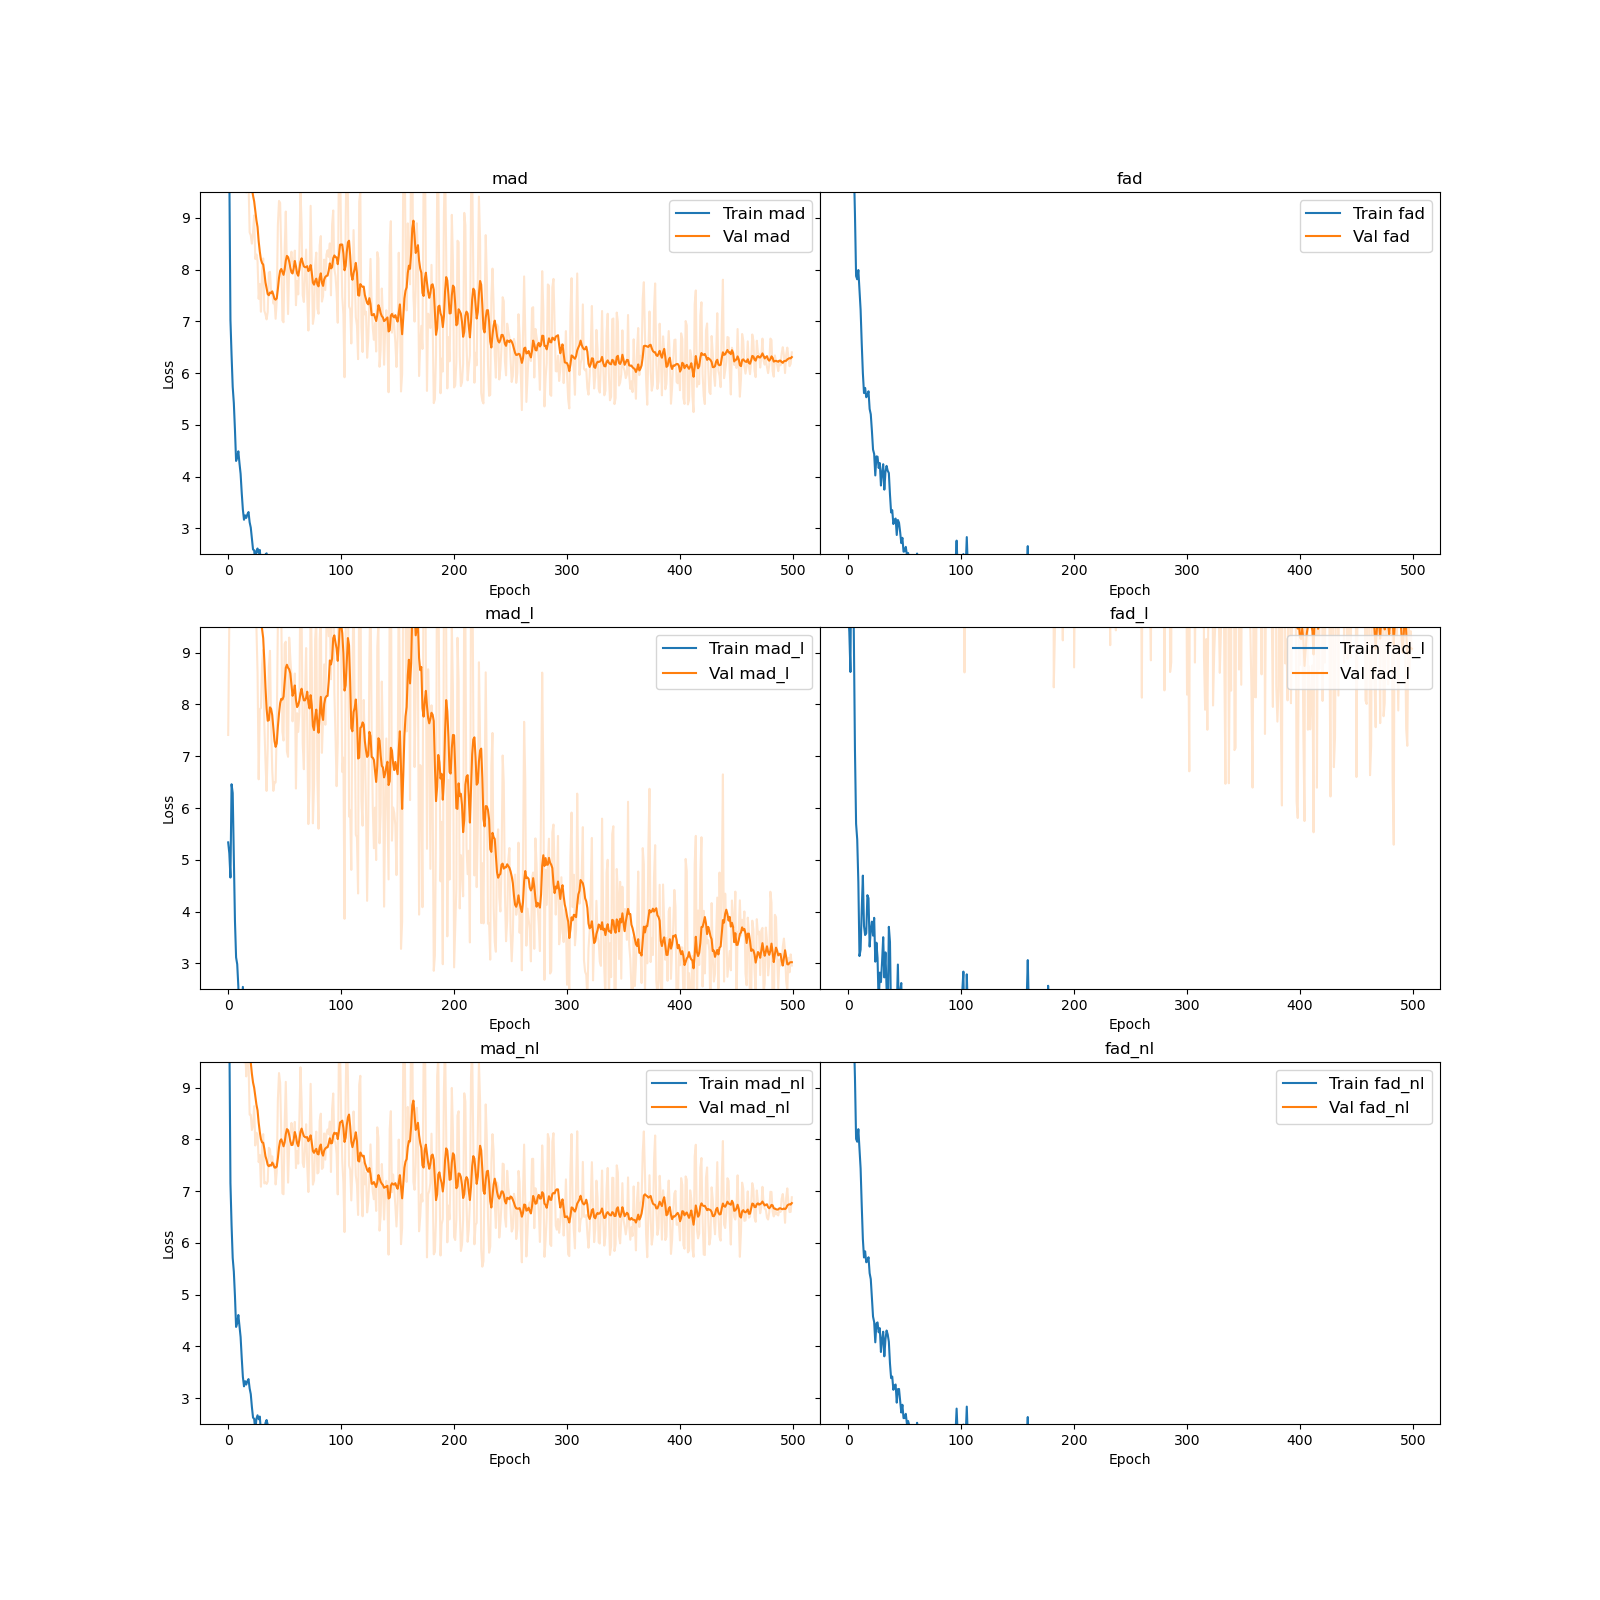 mad
9
8
7
6
5
4
3
Loss
0 100 200 300 400 500
Epoch
Train mad
Val mad
fad
0 100 200 300 400 500
Epoch
Train fad
Val fad
mad_l
9
8
7
6
5
4
3
Loss
0 100 200 300 400 500
Epoch
Train mad_l
Val mad_l
fad_l
0 100 200 300 400 500
Epoch
Train fad_l
Val fad_l
mad_nl
9
8
7
6
5
4
3
Loss
0 100 200 300 400 500
Epoch
Train mad_nl
Val mad_nl
fad_nl
0 100 200 300 400 500
Epoch
Train fad_nl
Val fad_nl